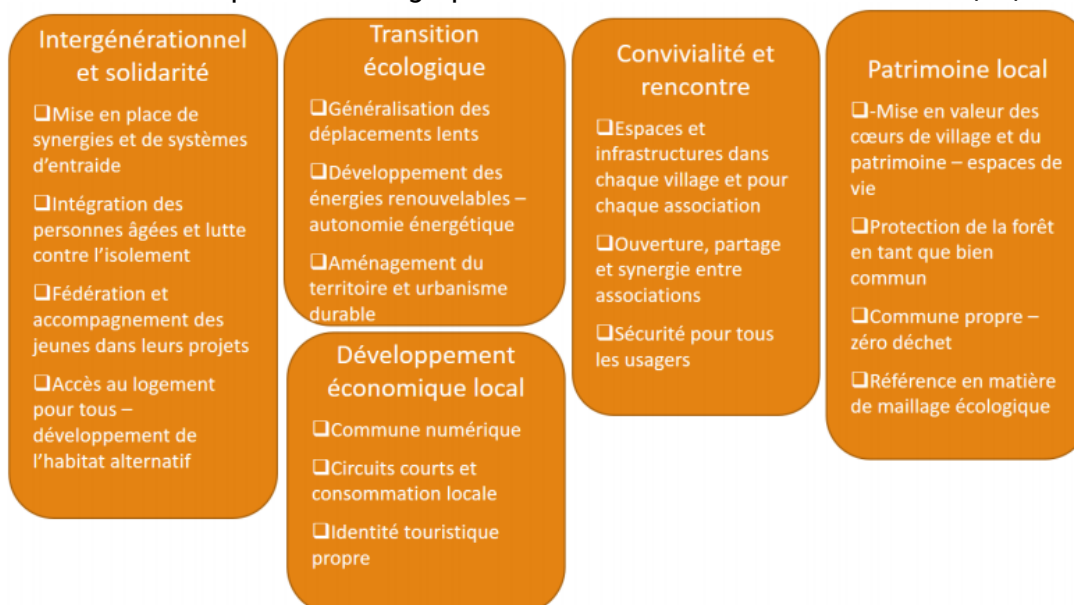 Intergénérationnel
et solidarité
❑Mise en place de
synergies et de systèmes
d'entraide
❑Intégration des
personnes âgées et lutte
contre l'isolement
❑Fédération et
accompagnement des
jeunes dans leurs projets
❑Accès au logement
pour tous –
développement de
l'habitat alternatif
Transition
écologique
❑Généralisation des
déplacements lents
❑Développement des
énergies renouvelables –
autonomie énergétique
❑Aménagement du
territoire et urbanisme
durable
Développement
économique local
❑Commune numérique
❑Circuits courts et
consommation locale
❑Identité touristique
propre
Convivialité et
rencontre
❑Espaces et
infrastructures dans
chaque village et pour
chaque association
❑Ouverture, partage
et synergie entre
associations
❑Sécurité pour tous
les usagers
Patrimoine local
❑-Mise en valeur des
cœurs de village et du
patrimoine – espaces de
vie
❑Protection de la forêt
en tant que bien
commun
❑Commune propre –
zéro déchet
❑Référence en matière
de maillage écologique